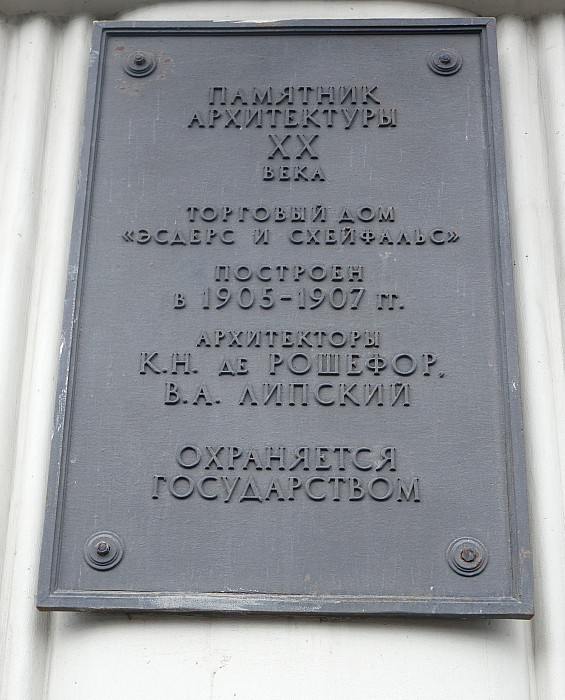 ПАМЯТНИК
АРХИТЕКТУРЫ
XX
ВЕКА
ТОРГОВЫЙ ДОМ
«ЭСДЕРС И СХЕЙФАЛЬС»
ПОСТРОЕН
В 1905-1907 ГГ.
АРХИТЕКТОРЫ
К.Н. ДЕ РОШЕФОР,
В.А. ЛИПСКИЙ
ОХРАНЯЕТСЯ
ГОСУДАРСТВОМ